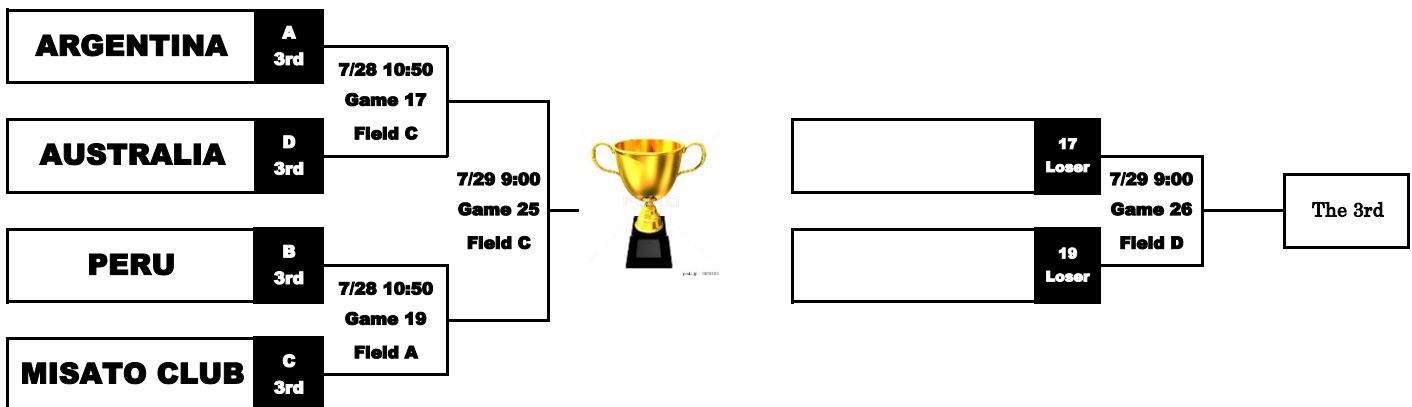 ARGENTINA
A
3rd
7/28 10:50
Game 17
Field C
AUSTRALIA
D
3rd
7/29 9:00
Game 25
Field C
PERU
B
3rd
7/28 10:50
Game 19
Field A
MISATO CLUB
C
3rd
17
Loser
7/29 9:00
Game 26
Field D
19
Loser
The 3rd